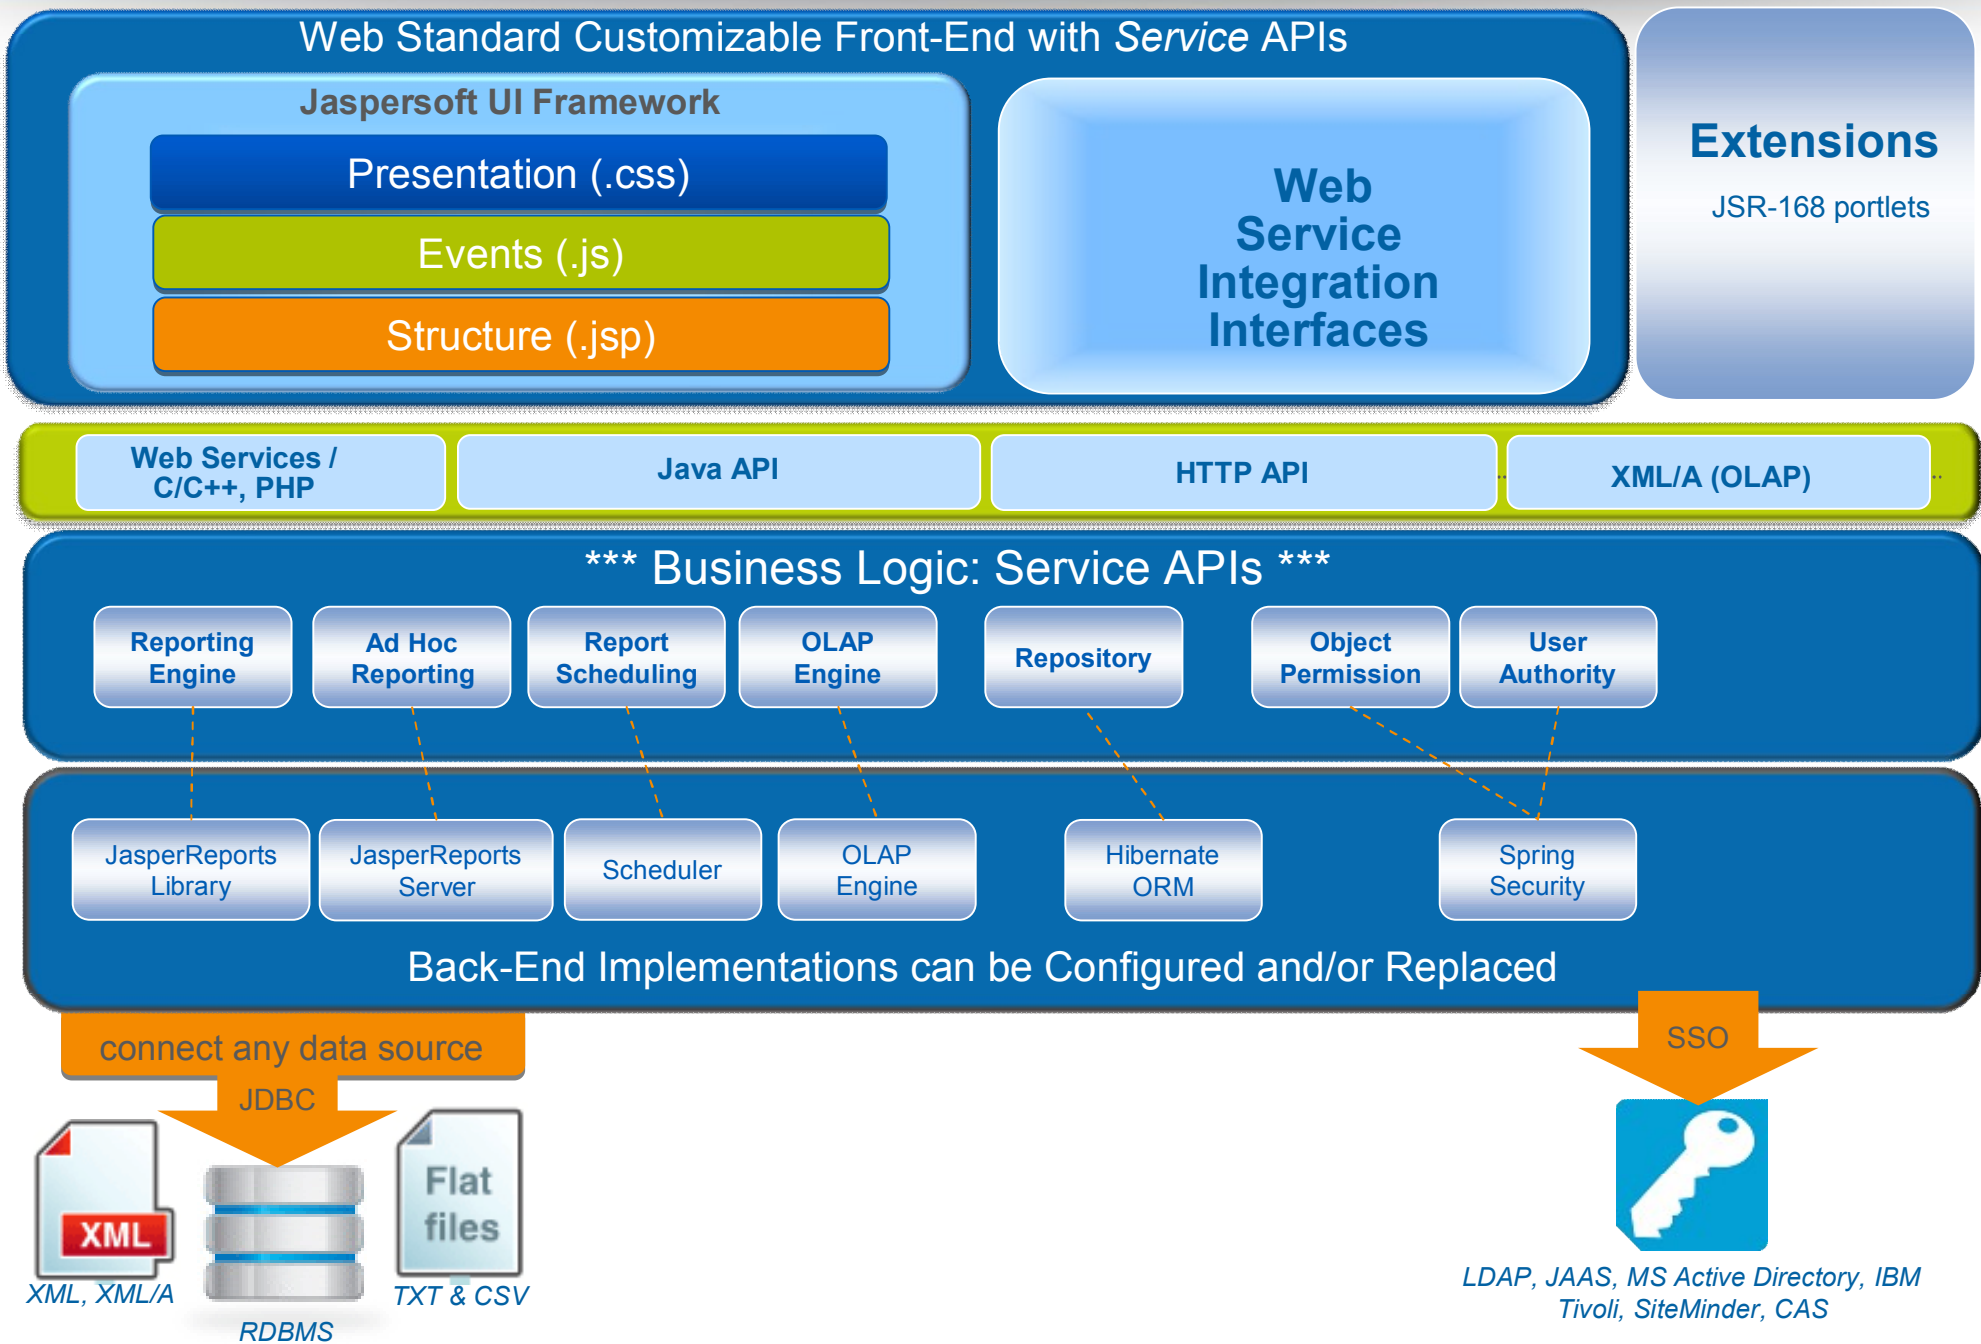 Web Standard Customizable Front-End with Service APIs
Jaspersoft UI Framework
Presentation (.css)
Events (.js)
Structure (.jsp)
Web
Service
Integration
Interfaces
Extensions
JSR-168 portlets
Web Services /
C/C++, PHP
Java API
HTTP API
..
XML/A (OLAP)
..
*** Business Logic: Service APIs ***
Reporting
Engine
Ad Hoc
Reporting
Report
Scheduling
OLAP
Engine
Repository
Object
Permission
User
Authority
JasperReports
Library
JasperReports
Server
Scheduler
OLAP
Engine
Hibernate
ORM
Spring
Security
Back-End Implementations can be Configured and/or Replaced
connect any data source
JDBC
SSO
XML
Flat
files
XML, XML/A
RDBMS
TXT & CSV
LDAP, JAAS, MS Active Directory, IBM
Tivoli, SiteMinder, CAS